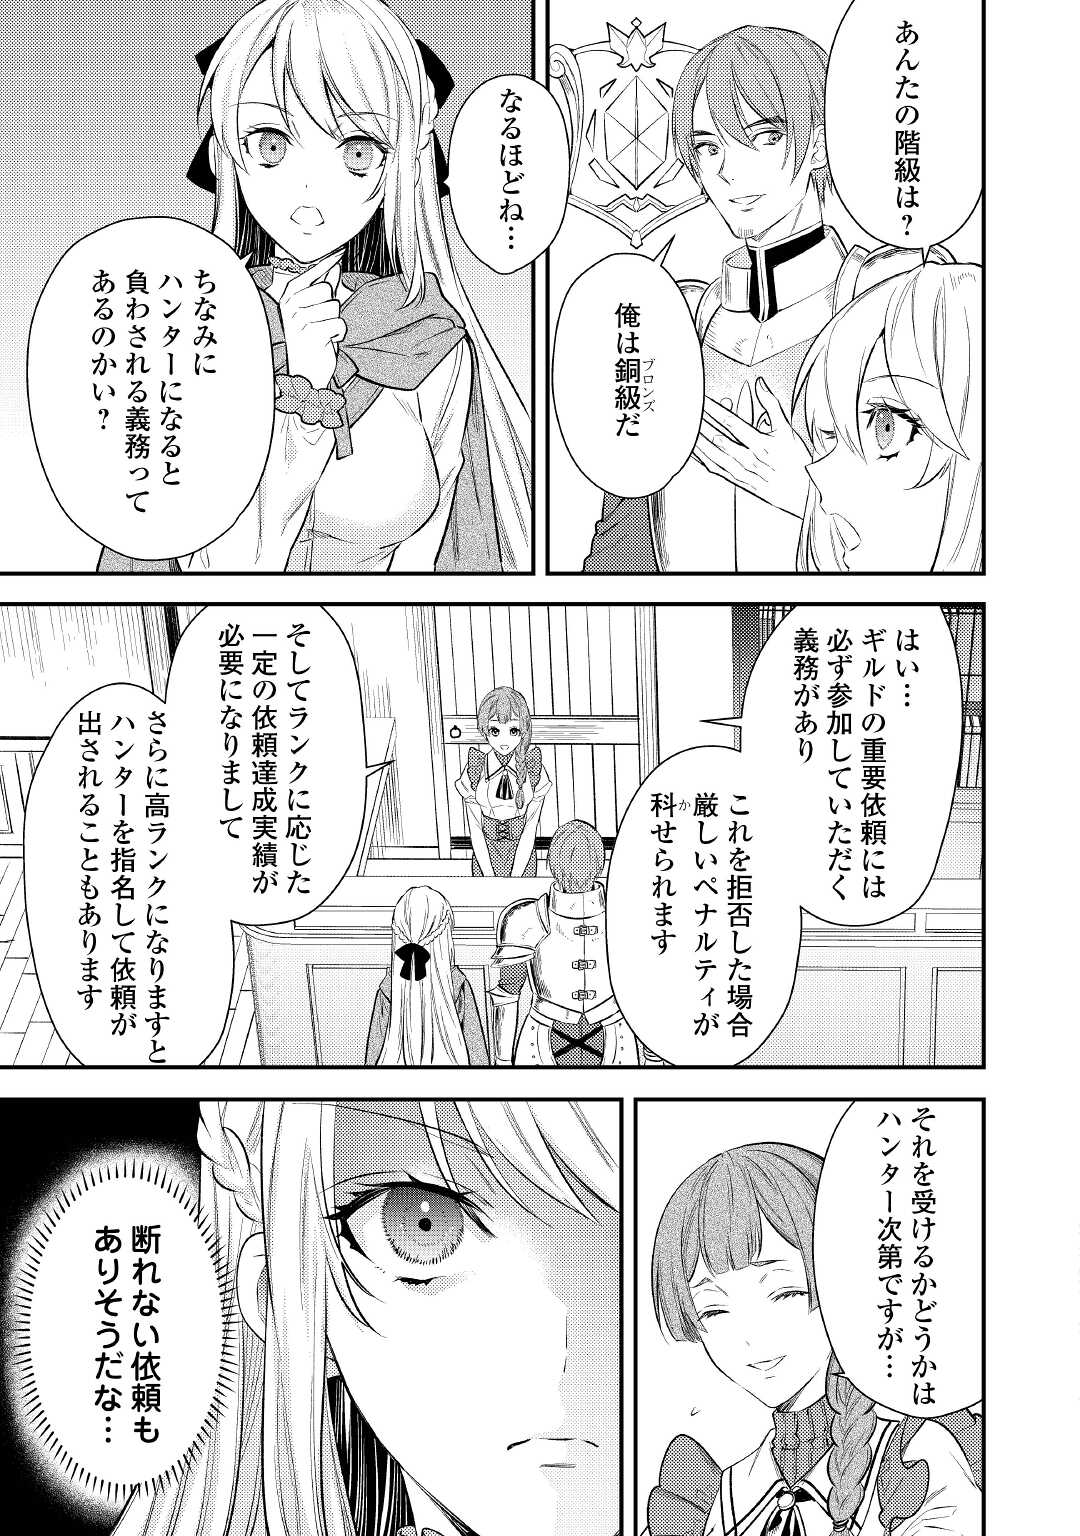 あんたの階級は？
俺は銅級だ
ブロンズ
なるほどね…
ちなみに
ハンターになると
負わされる義務って
あるのかい？
はい…
ギルドの重要依頼には
必ず参加していただく
義務があり
これを拒否した場合
厳しいペナルティが
科せられます
か
そしてランクに応じた
一定の依頼達成実績が
必要になりまして
さらに高ランクになりますと
ハンターを指名して依頼が
出されることもあります
それを受けるかどうかは
ハンター次第ですが…
断れない依頼も
ありそうだな…